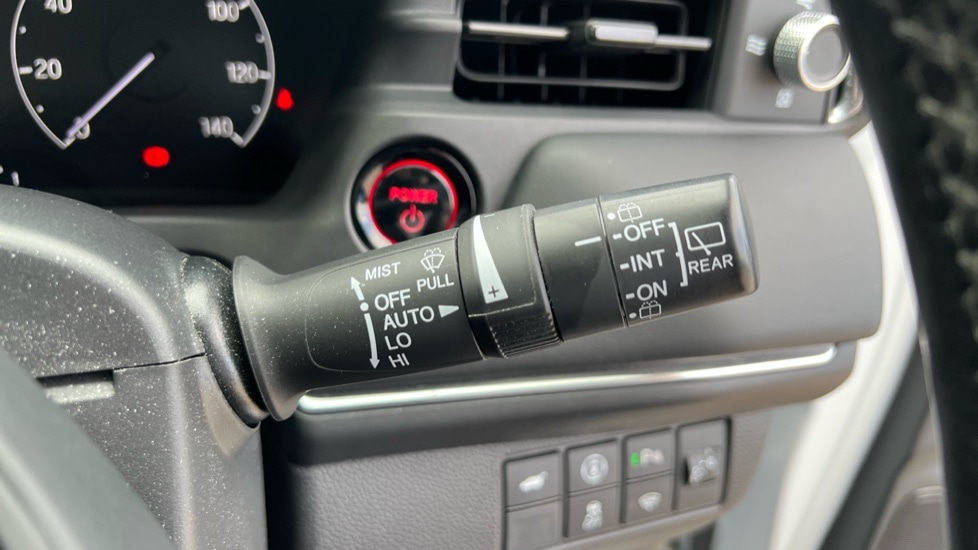 40
100
20
120
0
140
POWER
MIST
PULL
OFF
AUTO
LO
HI
+
-OFF
-INT
-ON
REAR